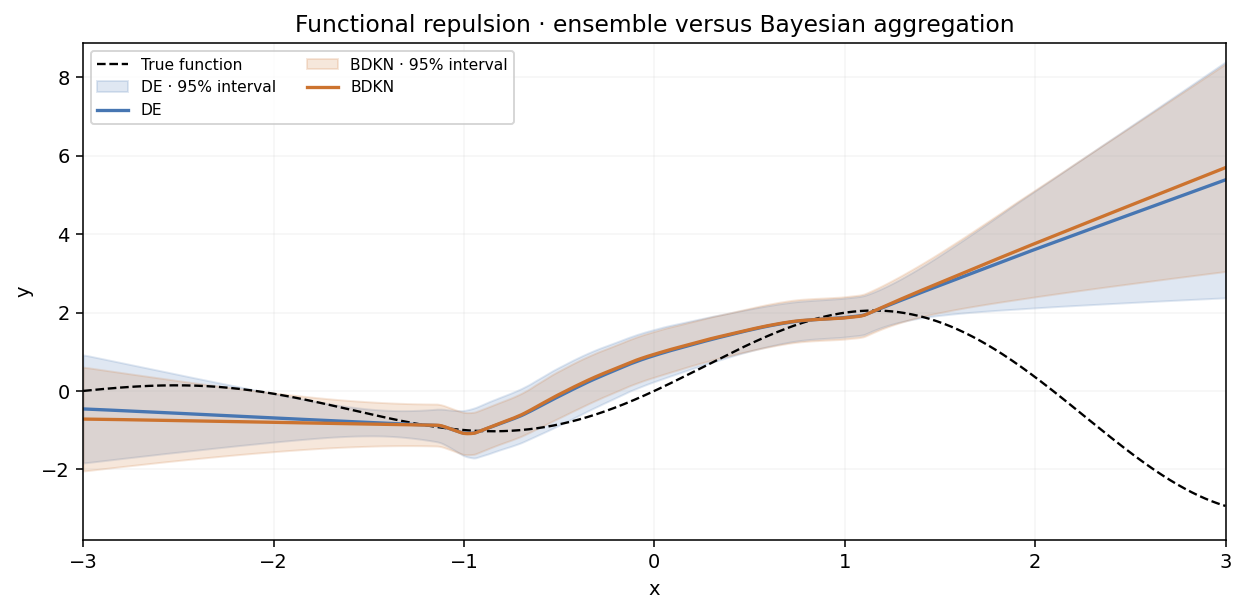 Functional repulsion · ensemble versus Bayesian aggregation
True function
DE · 95% interval
DE
BDKN · 95% interval
BDKN
y
8
6
4
2
0
−2
−3
−2
−1
0
1
2
3
x